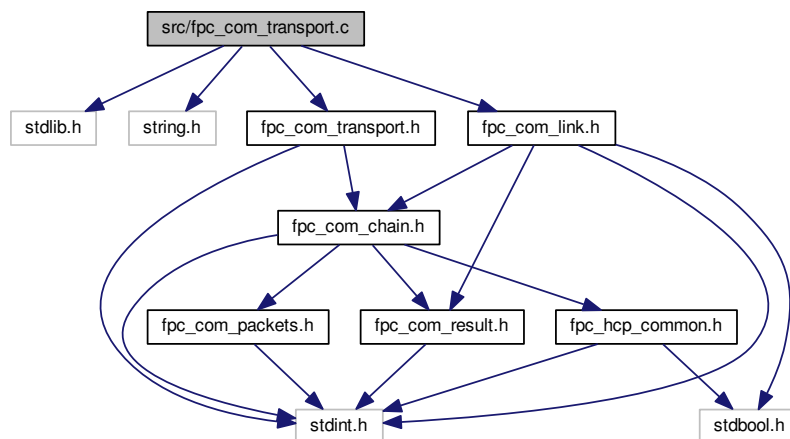 src/fpc_com_transport.c
stdlib.h
string.h
fpc_com_transport.h
fpc_com_link.h
fpc_com_chain.h
fpc_com_packets.h
fpc_com_result.h
fpc_hcp_common.h
stdint.h
stdbool.h